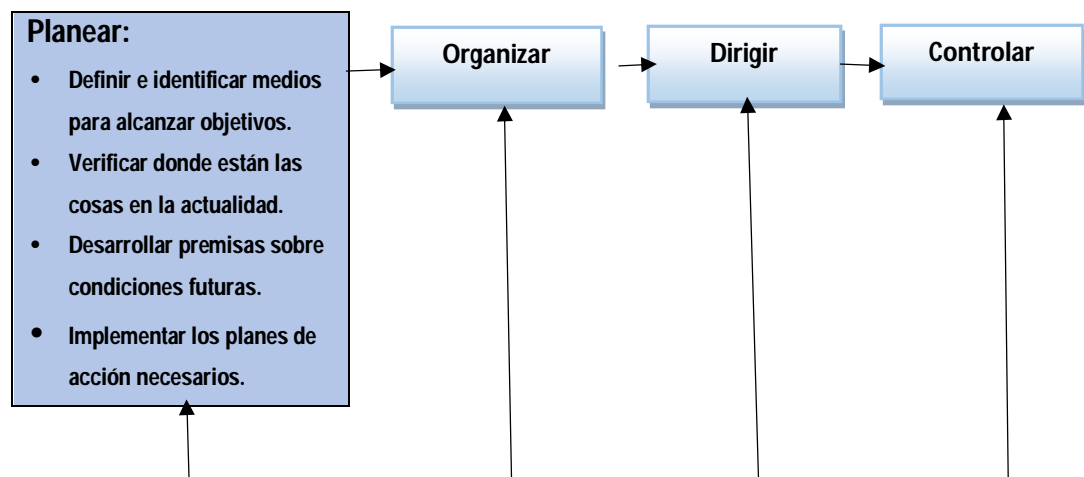 Planear:
• Definir e identificar medios
para alcanzar objetivos.
• Verificar donde están las
cosas en la actualidad.
• Desarrollar premisas sobre
condiciones futuras.
• Implementar los planes de
acción necesarios.
Organizar
Dirigir
Controlar